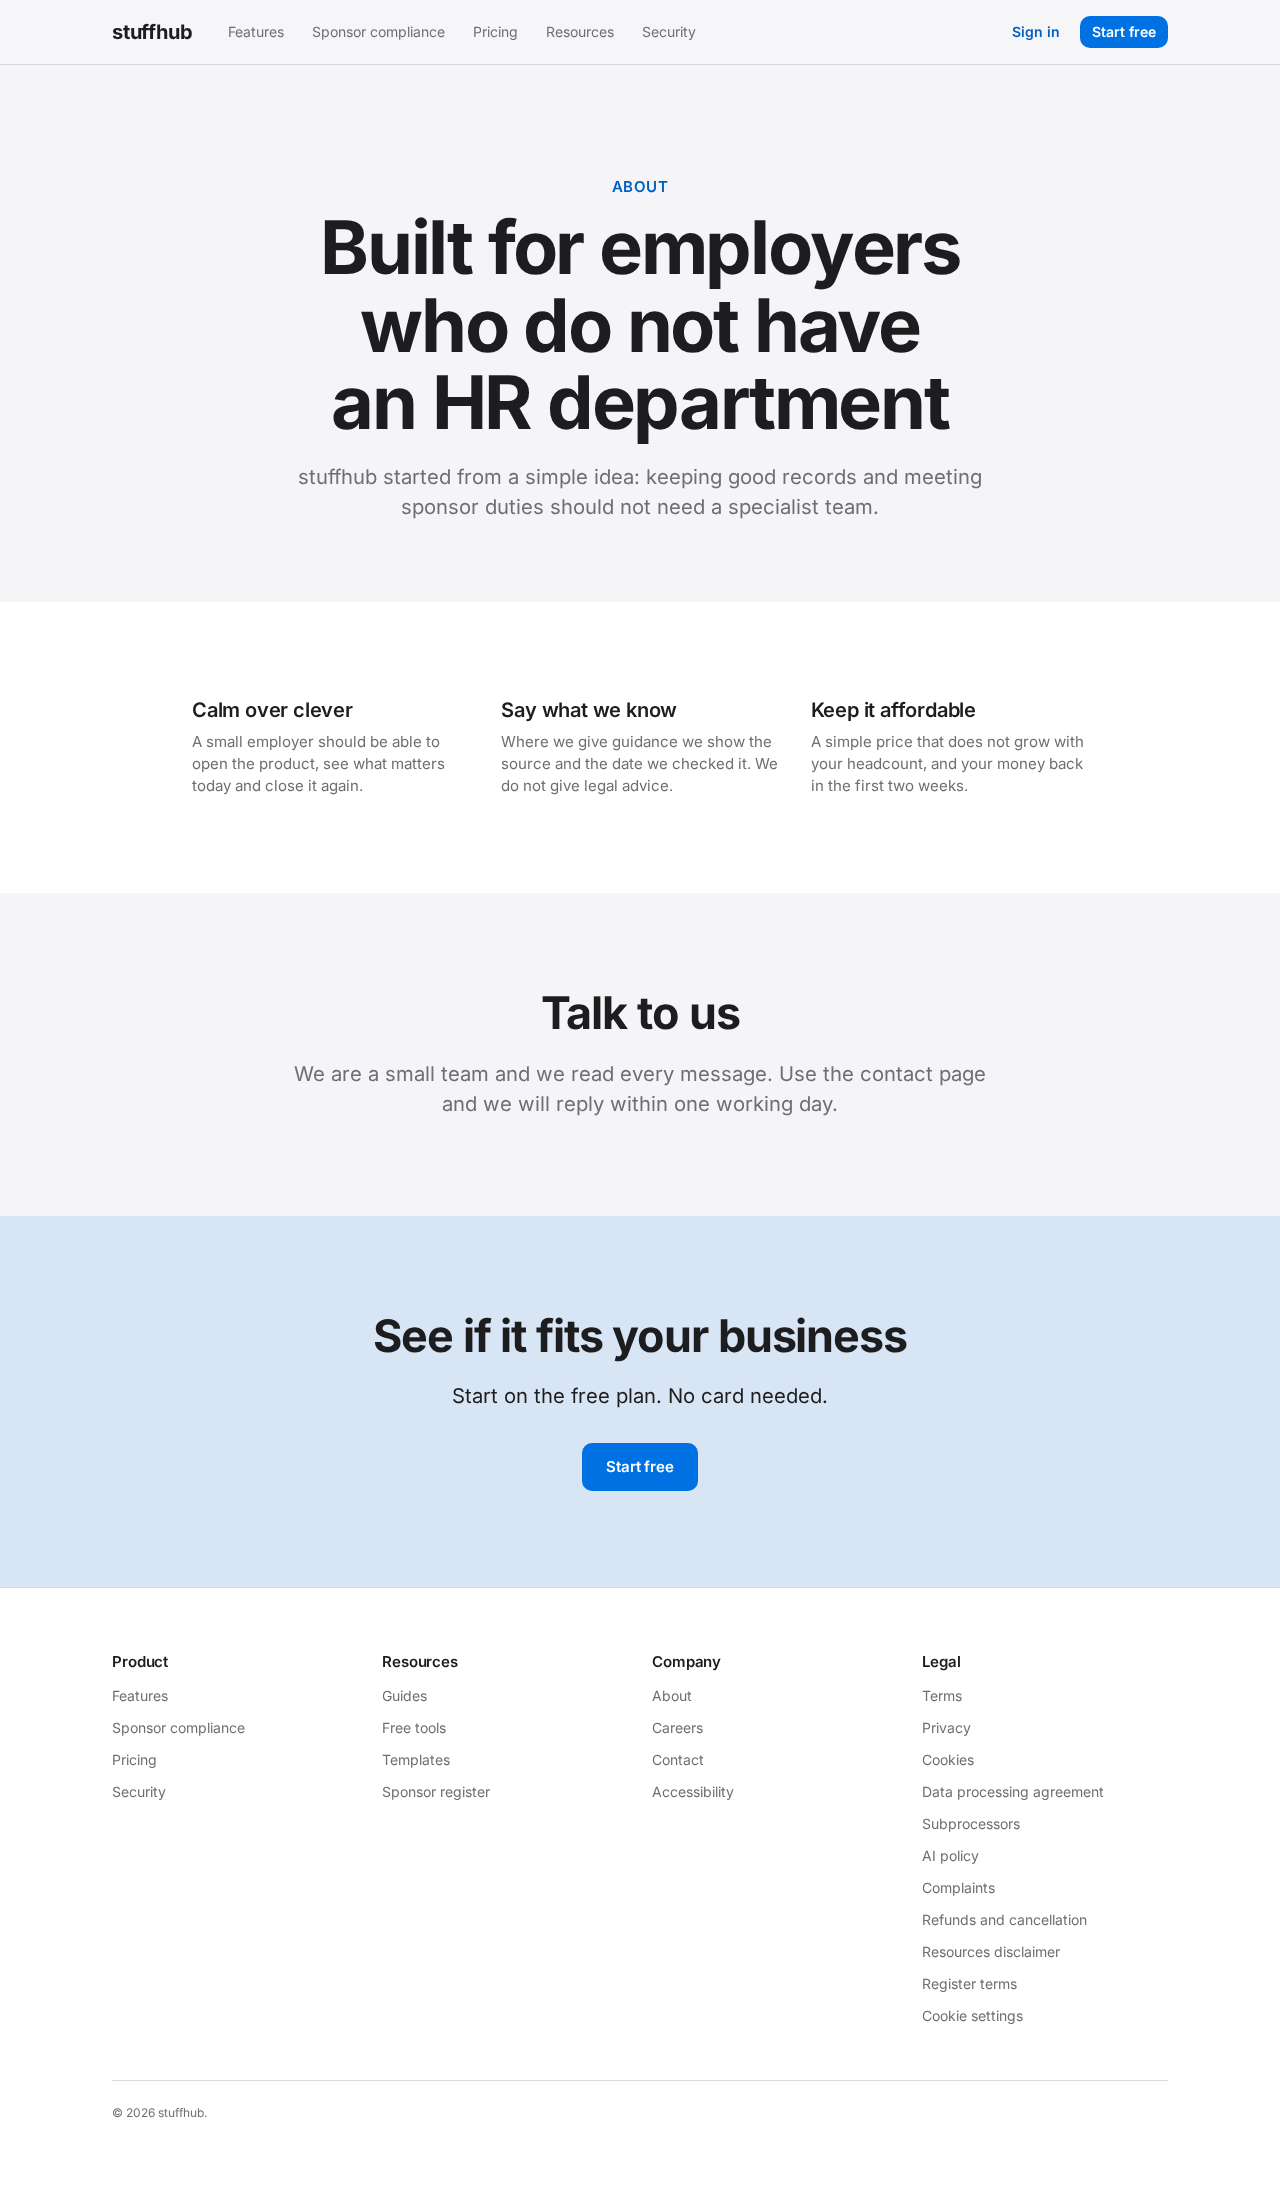 stuffhub Features Sponsor compliance Pricing Resources Security Sign in Start free
ABOUT
Built for employers
who do not have
an HR department
stuffhub started from a simple idea: keeping good records and meeting
sponsor duties should not need a specialist team.
Calm over clever
A small employer should be able to
open the product, see what matters
today and close it again.
Say what we know
Where we give guidance we show the
source and the date we checked it. We
do not give legal advice.
Keep it affordable
A simple price that does not grow with
your headcount, and your money back
in the first two weeks.
Talk to us
We are a small team and we read every message. Use the contact page
and we will reply within one working day.
See if it fits your business
Start on the free plan. No card needed.
Start free
Product
Features
Sponsor compliance
Pricing
Security
Resources
Guides
Free tools
Templates
Sponsor register
Company
About
Careers
Contact
Accessibility
Legal
Terms
Privacy
Cookies
Data processing agreement
Subprocessors
AI policy
Complaints
Refunds and cancellation
Resources disclaimer
Register terms
Cookie settings
© 2026 stuffhub.